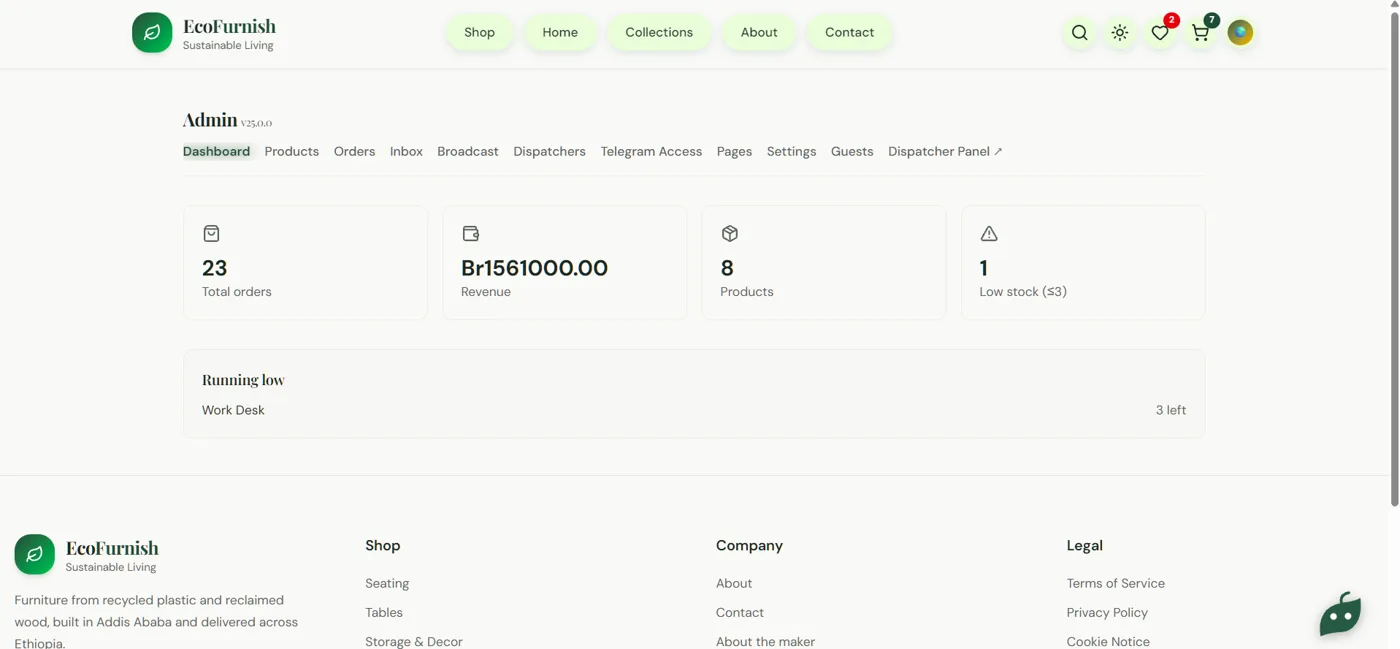 EcoFurnish
Sustainable Living
Shop Home Collections About Contact
2 7
Admin v25.0.0
Dashboard Products Orders Inbox Broadcast Dispatchers Telegram Access Pages Settings Guests Dispatcher Panel ↗
23
Total orders
Br1561000.00
Revenue
8
Products
1
Low stock (≤3)
Running low
Work Desk 3 left
EcoFurnish
Sustainable Living
Furniture from recycled plastic and reclaimed
wood, built in Addis Ababa and delivered across
Ethiopia.
Shop
Seating
Tables
Storage & Decor
Company
About
Contact
About the maker
Legal
Terms of Service
Privacy Policy
Cookie Notice